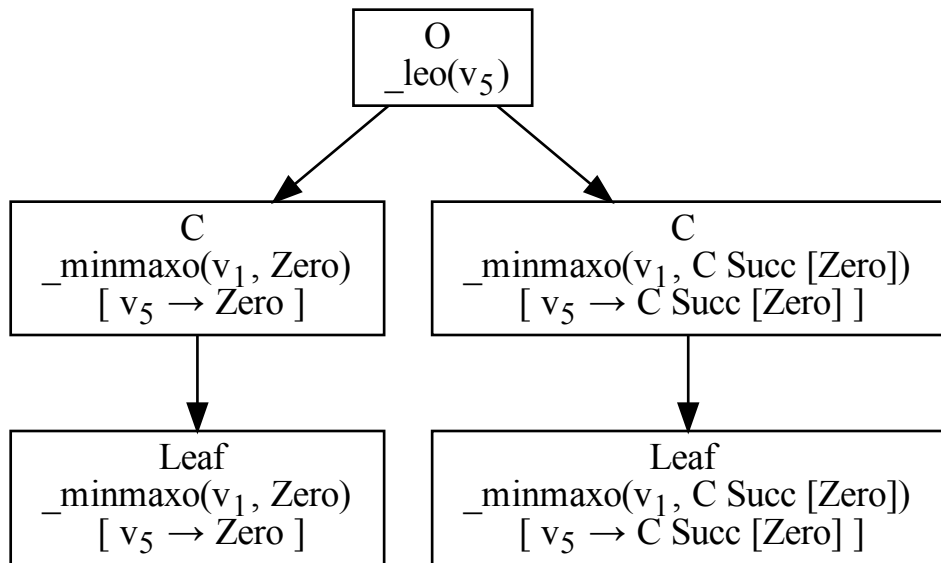 O
_leo(v₅)
C
_minmaxo(v₁, Zero)
[ v₅ → Zero ]
C
_minmaxo(v₁, C Succ [Zero])
[ v₅ → C Succ [Zero] ]
Leaf
_minmaxo(v₁, Zero)
[ v₅ → Zero ]
Leaf
_minmaxo(v₁, C Succ [Zero])
[ v₅ → C Succ [Zero] ]